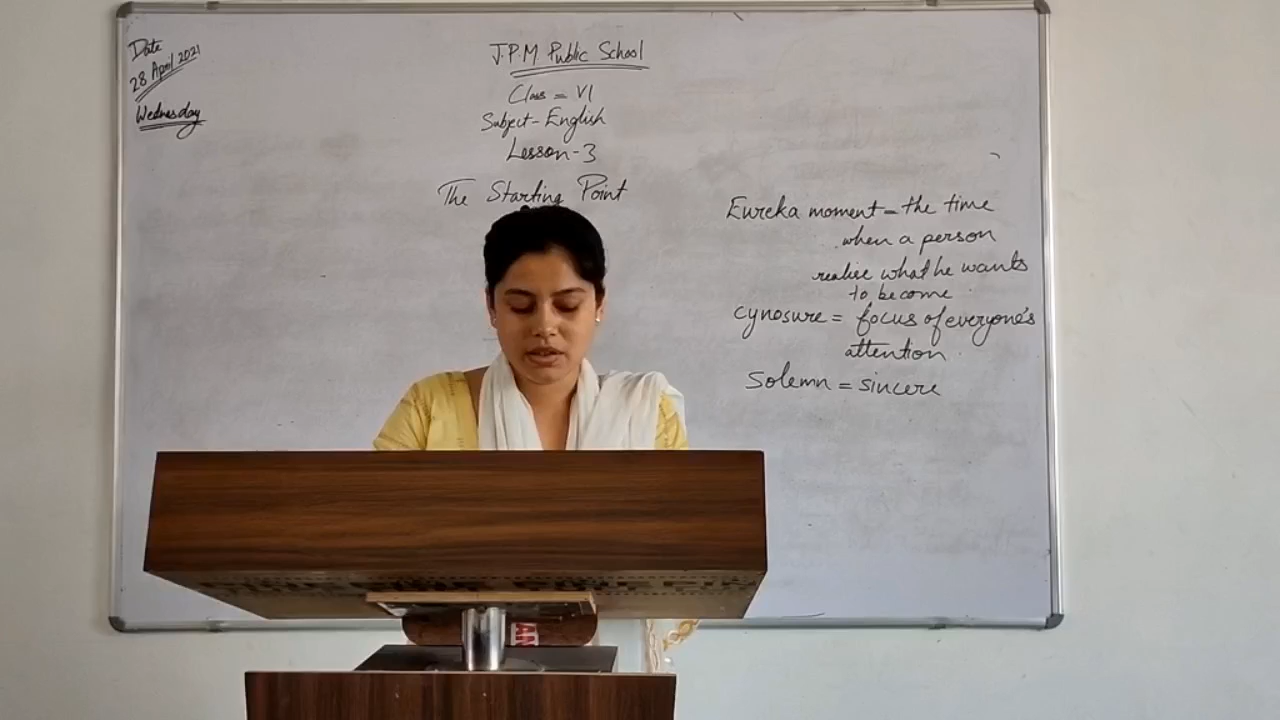 Date
28 April 2021
Wednesday
J.P.M Public School
Class = VI
Subject - English
Lesson - 3
The Starting Point
Eureka moment = the time
when a person
realise what he wants
to become.
cynosure = focus of everyone's
attention.
Solemn = sincere